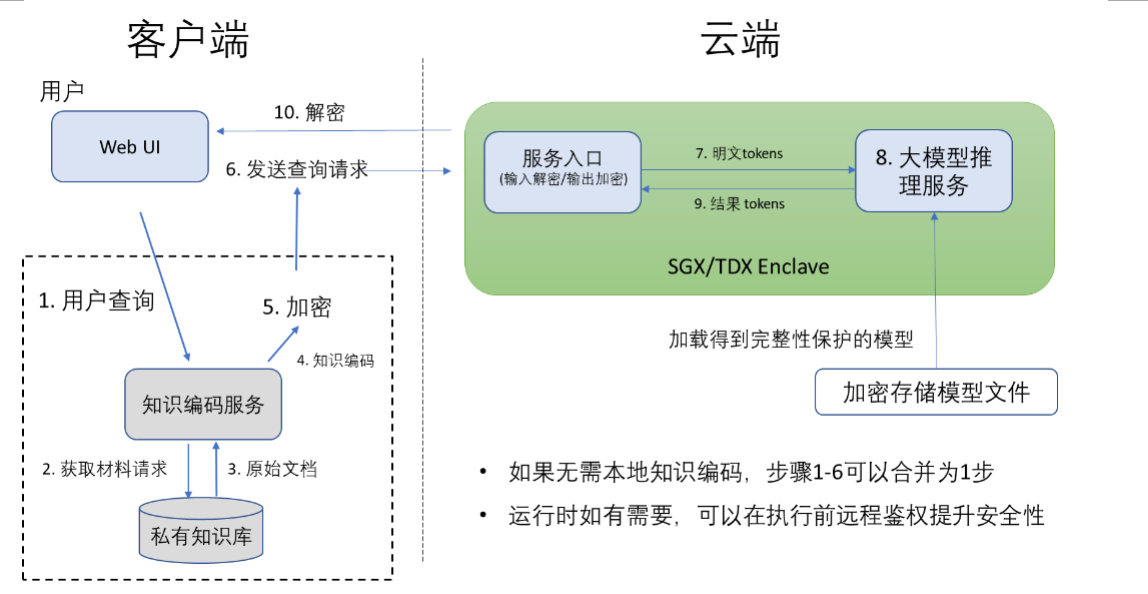 客户端
云端
用户
Web UI
10. 解密
6. 发送查询请求
1. 用户查询
5. 加密
4. 知识编码
知识编码服务
2. 获取材料请求
3. 原始文档
私有知识库
服务入口
(输入解密/输出加密)
7. 明文tokens
9. 结果 tokens
8. 大模型推
理服务
SGX/TDX Enclave
加载得到完整性保护的模型
加密存储模型文件
• 如果无需本地知识编码，步骤1-6可以合并为1步
• 运行时如有需要，可以在执行前远程鉴权提升安全性